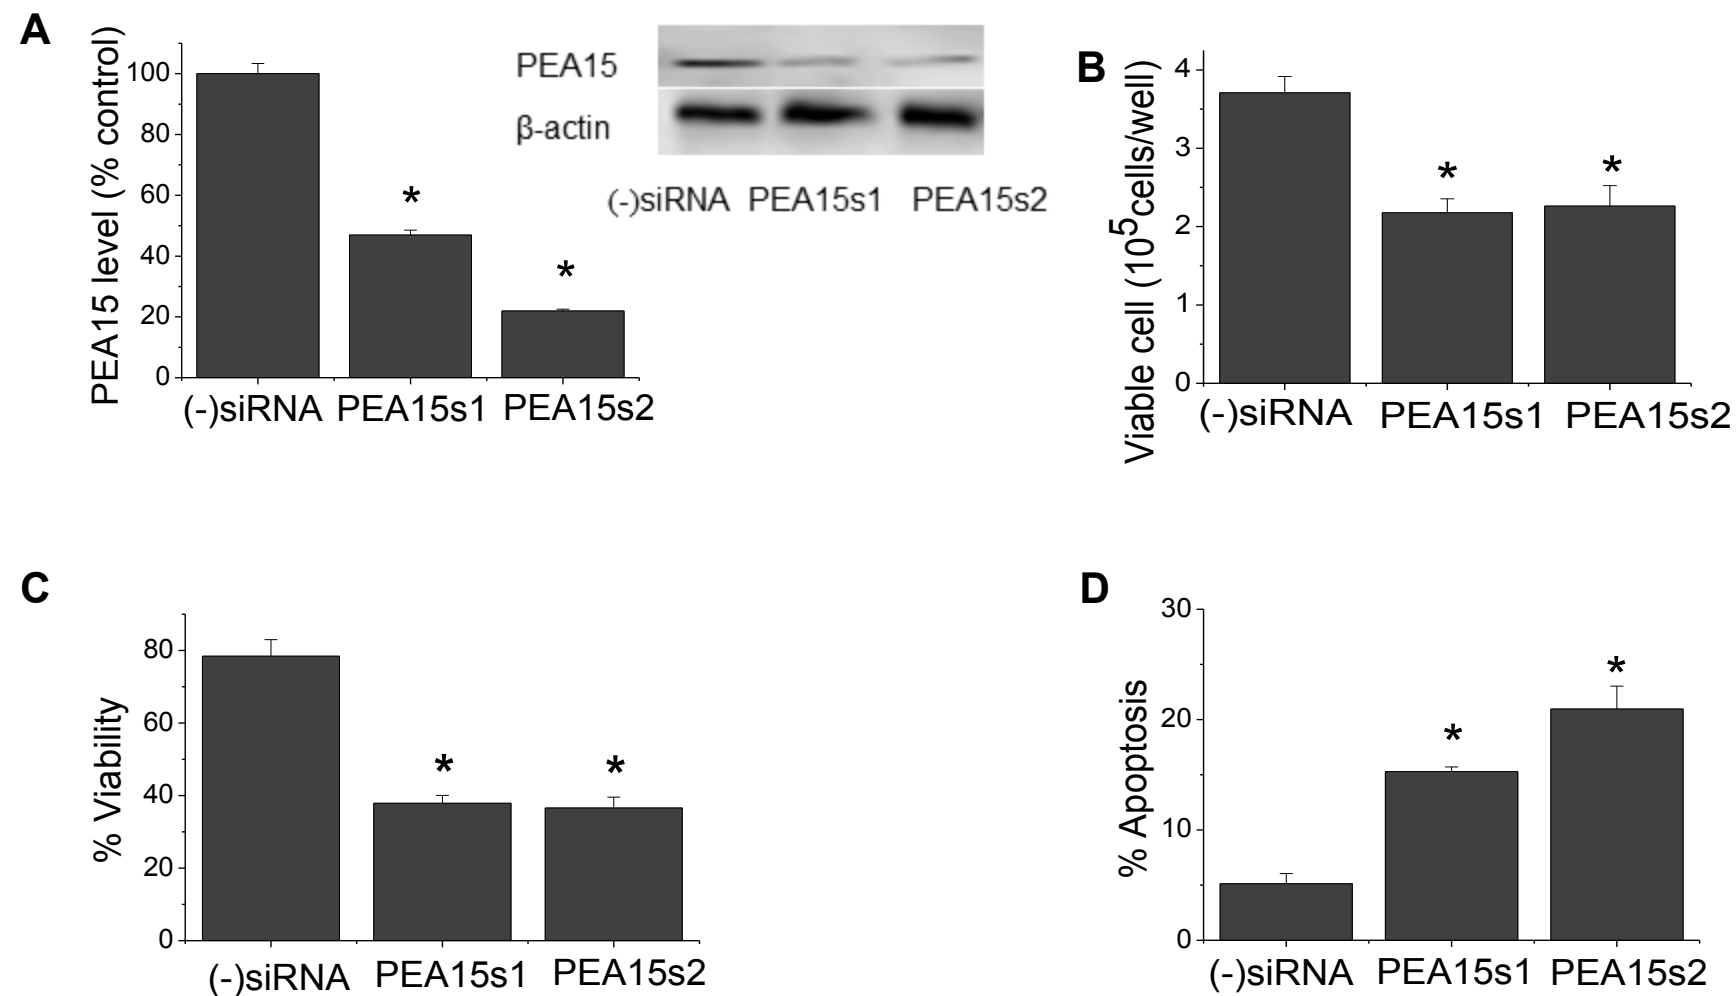 A
PEA15 level (% control)
100
80
60
40
20
0
*
*
(-)siRNA PEA15s1 PEA15s2
PEA15
β-actin
(-)siRNA PEA15s1 PEA15s2
B
Viable cell (10⁵cells/well)
4
3
2
1
0
*
*
(-)siRNA PEA15s1 PEA15s2
C
% Viability
80
60
40
20
0
*
*
(-)siRNA PEA15s1 PEA15s2
D
% Apoptosis
30
20
10
0
*
*
(-)siRNA PEA15s1 PEA15s2